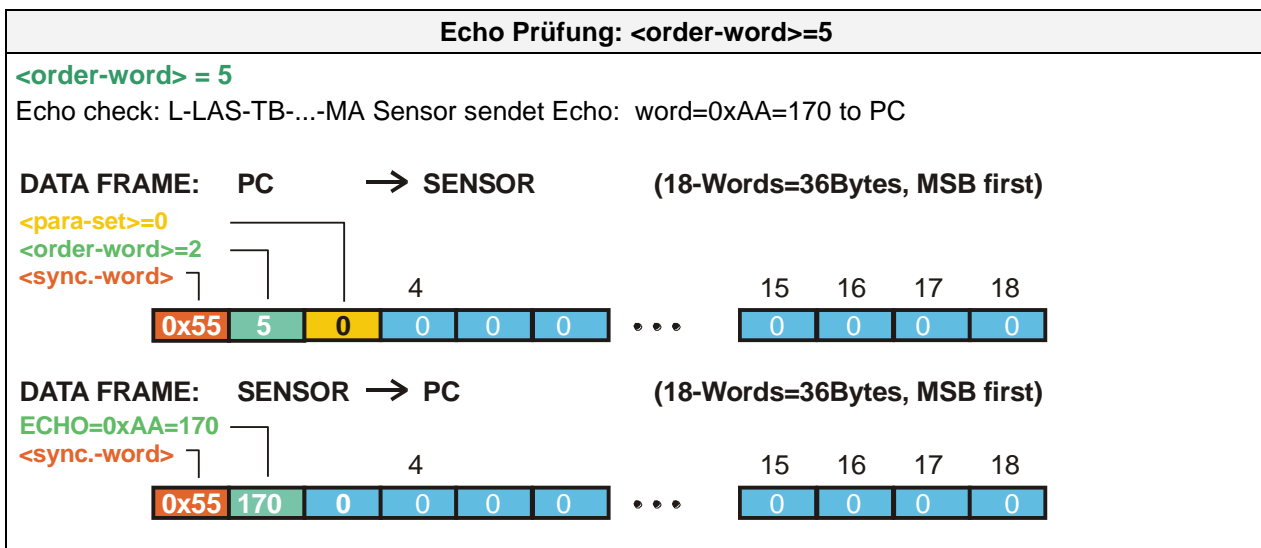 Echo Prüfung: <order-word>=5
<order-word> = 5
Echo check: L-LAS-TB-...-MA Sensor sendet Echo: word=0xAA=170 to PC
DATA FRAME: PC → SENSOR (18-Words=36Bytes, MSB first)
<para-set>=0
<order-word>=2
<sync.-word>
4 15 16 17 18
0x55 5 0 0 0 0 ••• 0 0 0 0
DATA FRAME: SENSOR → PC (18-Words=36Bytes, MSB first)
ECHO=0xAA=170
<sync.-word>
4 15 16 17 18
0x55 170 0 0 0 0 ••• 0 0 0 0